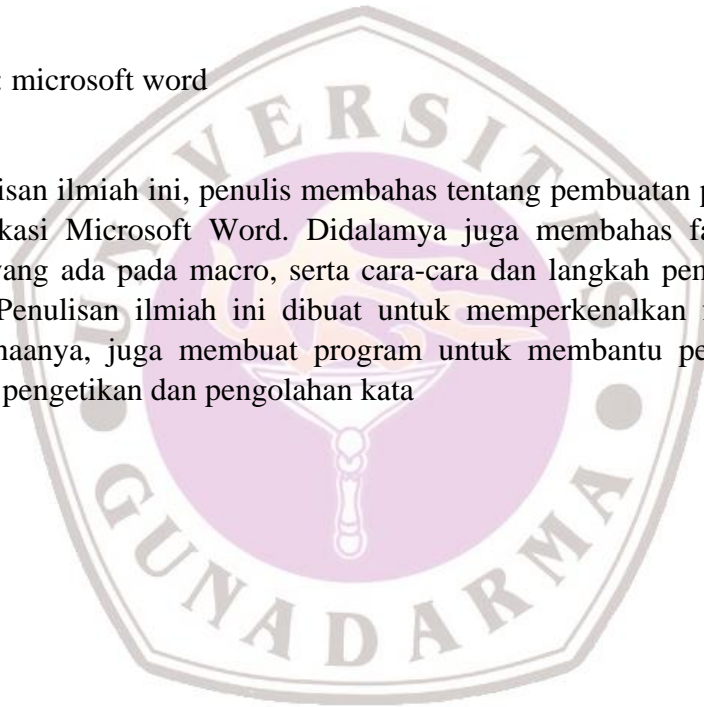 : microsoft word
isan ilmiah ini, penulis membahas tentang pembuatan p
kasi Microsoft Word. Didalamya juga membahas fa
yang ada pada macro, serta cara-cara dan langkah pen
Penulisan ilmiah ini dibuat untuk memperkenalkan
naanya, juga membuat program untuk membantu pe
pengetikan dan pengolahan kata
UNIVERSITAS
GUNADARMA